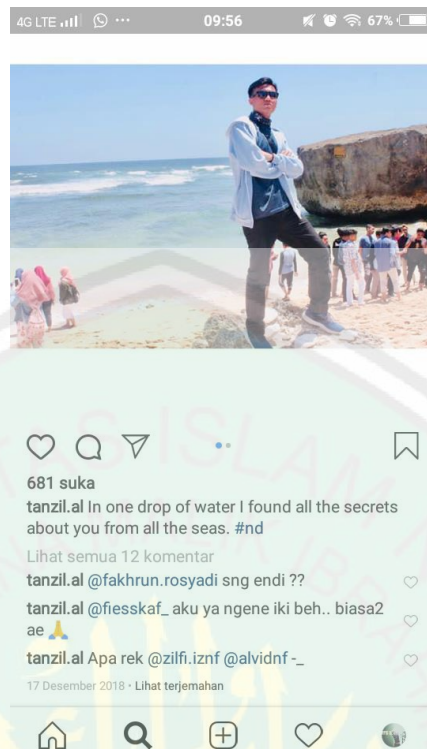 4G LTE 09:56 67%
681 suka
tanzil.al In one drop of water I found all the secrets
about you from all the seas. #nd
Lihat semua 12 komentar
tanzil.al @fakhrun.rosyadi sng endi ??
tanzil.al @fiesskaf_ aku ya ngene iki beh.. biasa2
ae 🙏
tanzil.al Apa rek @zilfi.iznf @alvidnf -_
17 Desember 2018 • Lihat terjemahan